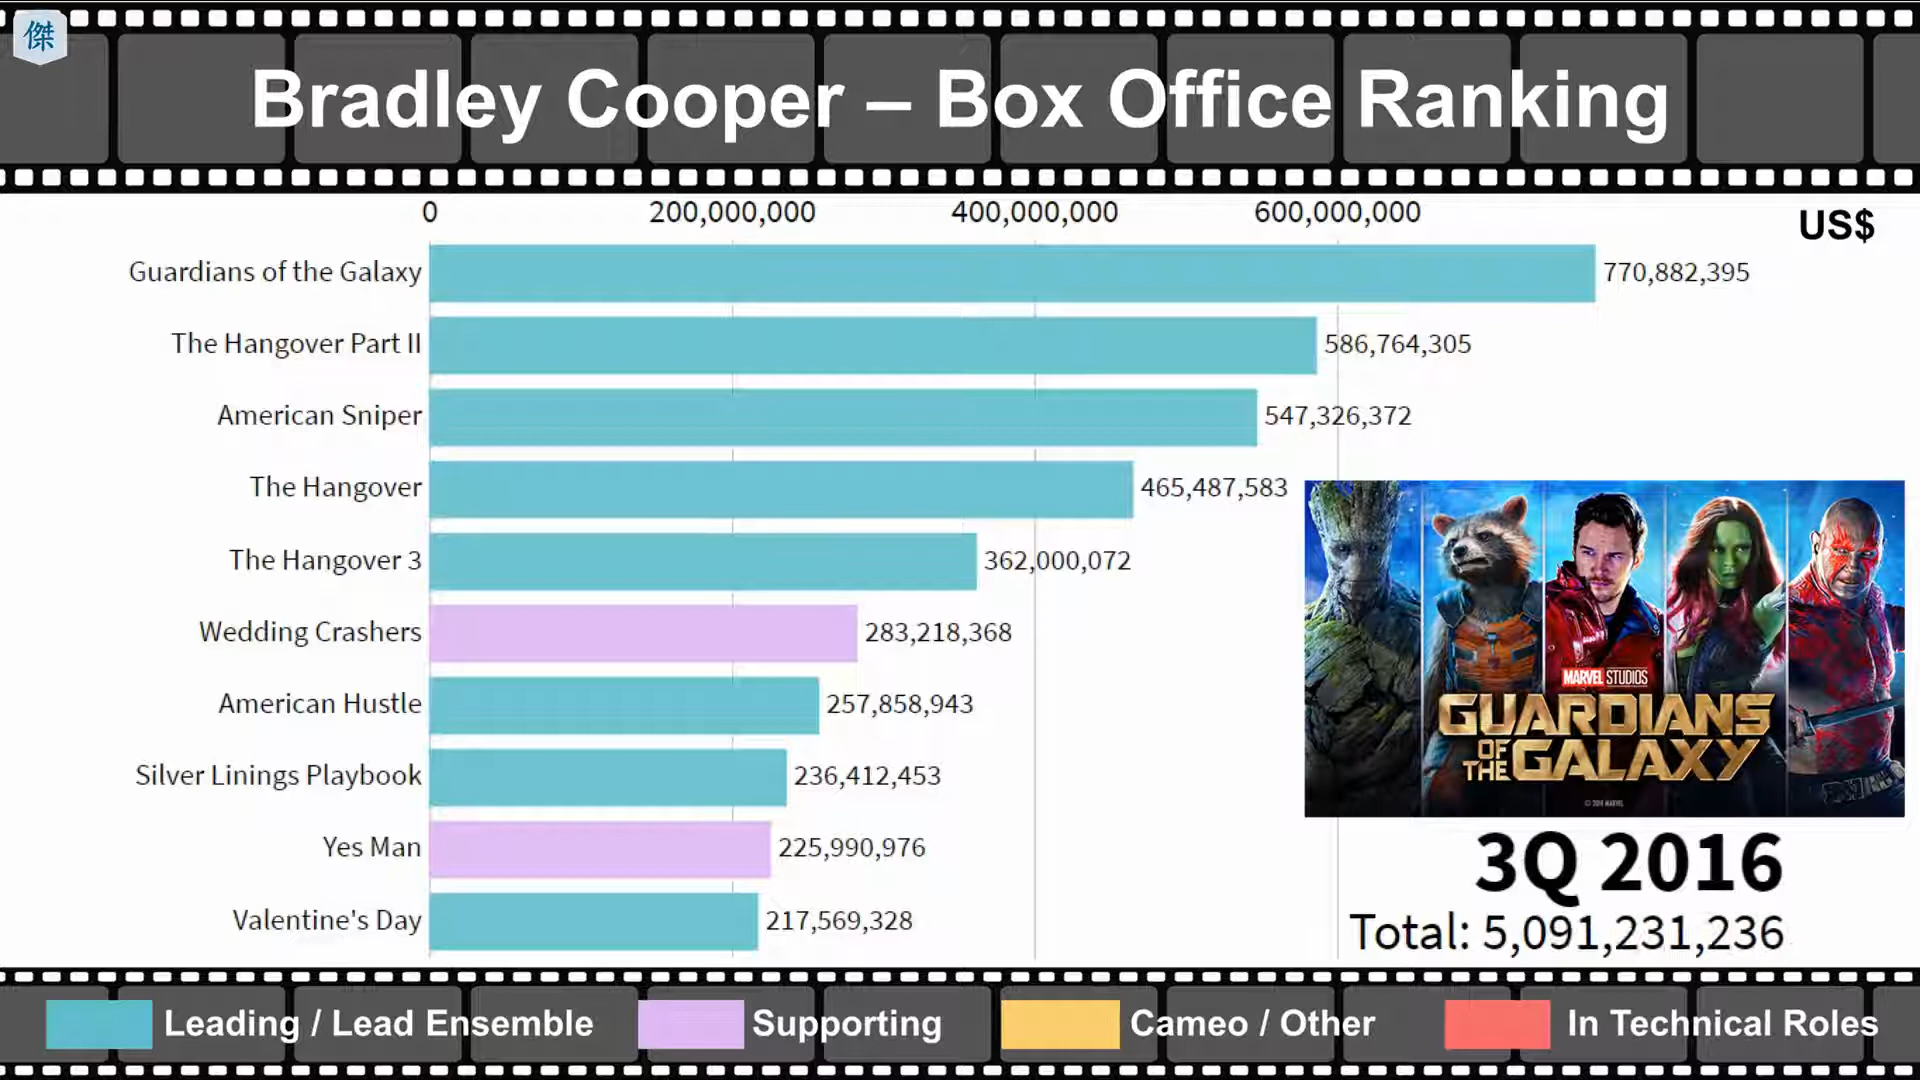 傑
Bradley Cooper – Box Office Ranking
0 200,000,000 400,000,000 600,000,000
US$
Guardians of the Galaxy 770,882,395
The Hangover Part II 586,764,305
American Sniper 547,326,372
The Hangover 465,487,583
The Hangover 3 362,000,072
Wedding Crashers 283,218,368
American Hustle 257,858,943
Silver Linings Playbook 236,412,453
Yes Man 225,990,976
Valentine's Day 217,569,328
MARVEL STUDIOS
GUARDIANS
OF
THE GALAXY
© 2014 MARVEL
3Q 2016
Total: 5,091,231,236
Leading / Lead Ensemble Supporting Cameo / Other In Technical Roles